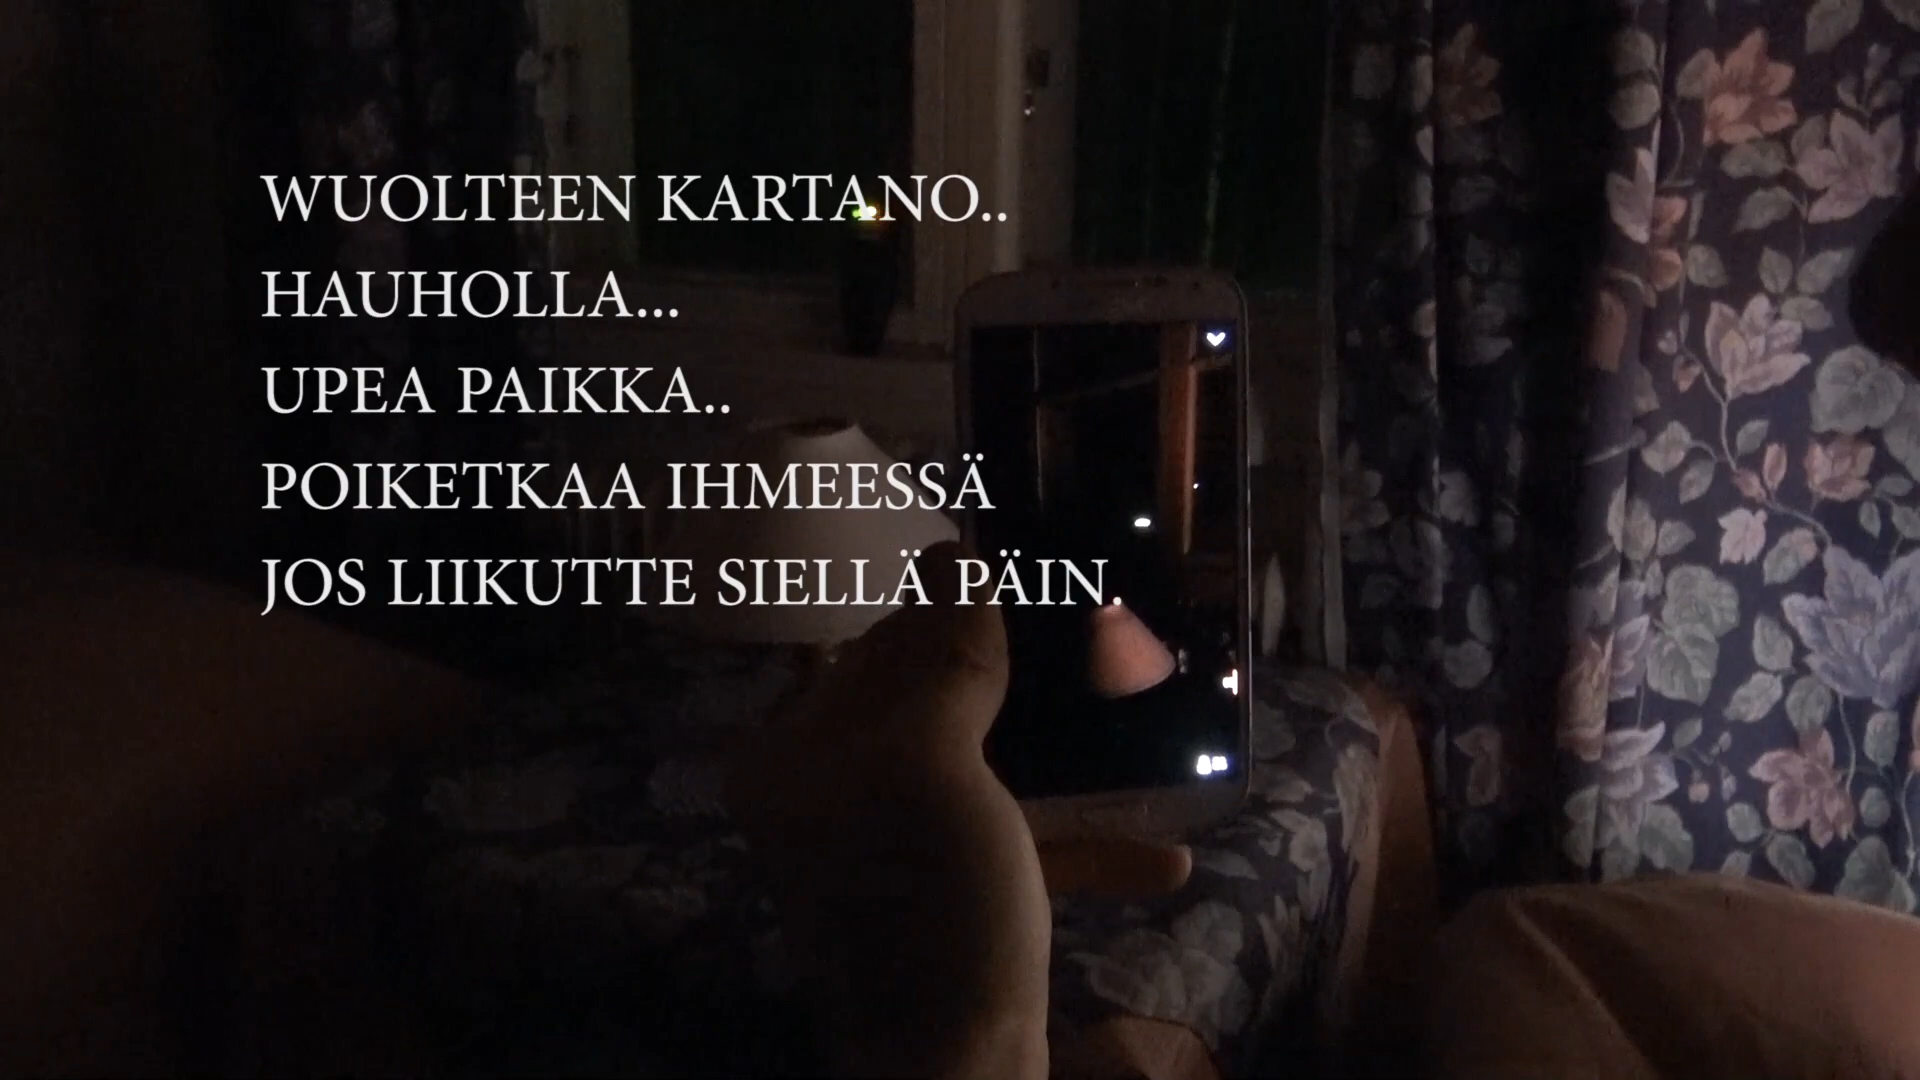 WUOLTEEN KARTANO..
HAUHOLLA...
UPEA PAIKKA..
POIKETKAA IHMEESSÄ
JOS LIIKUTTE SIELLÄ PÄIN.